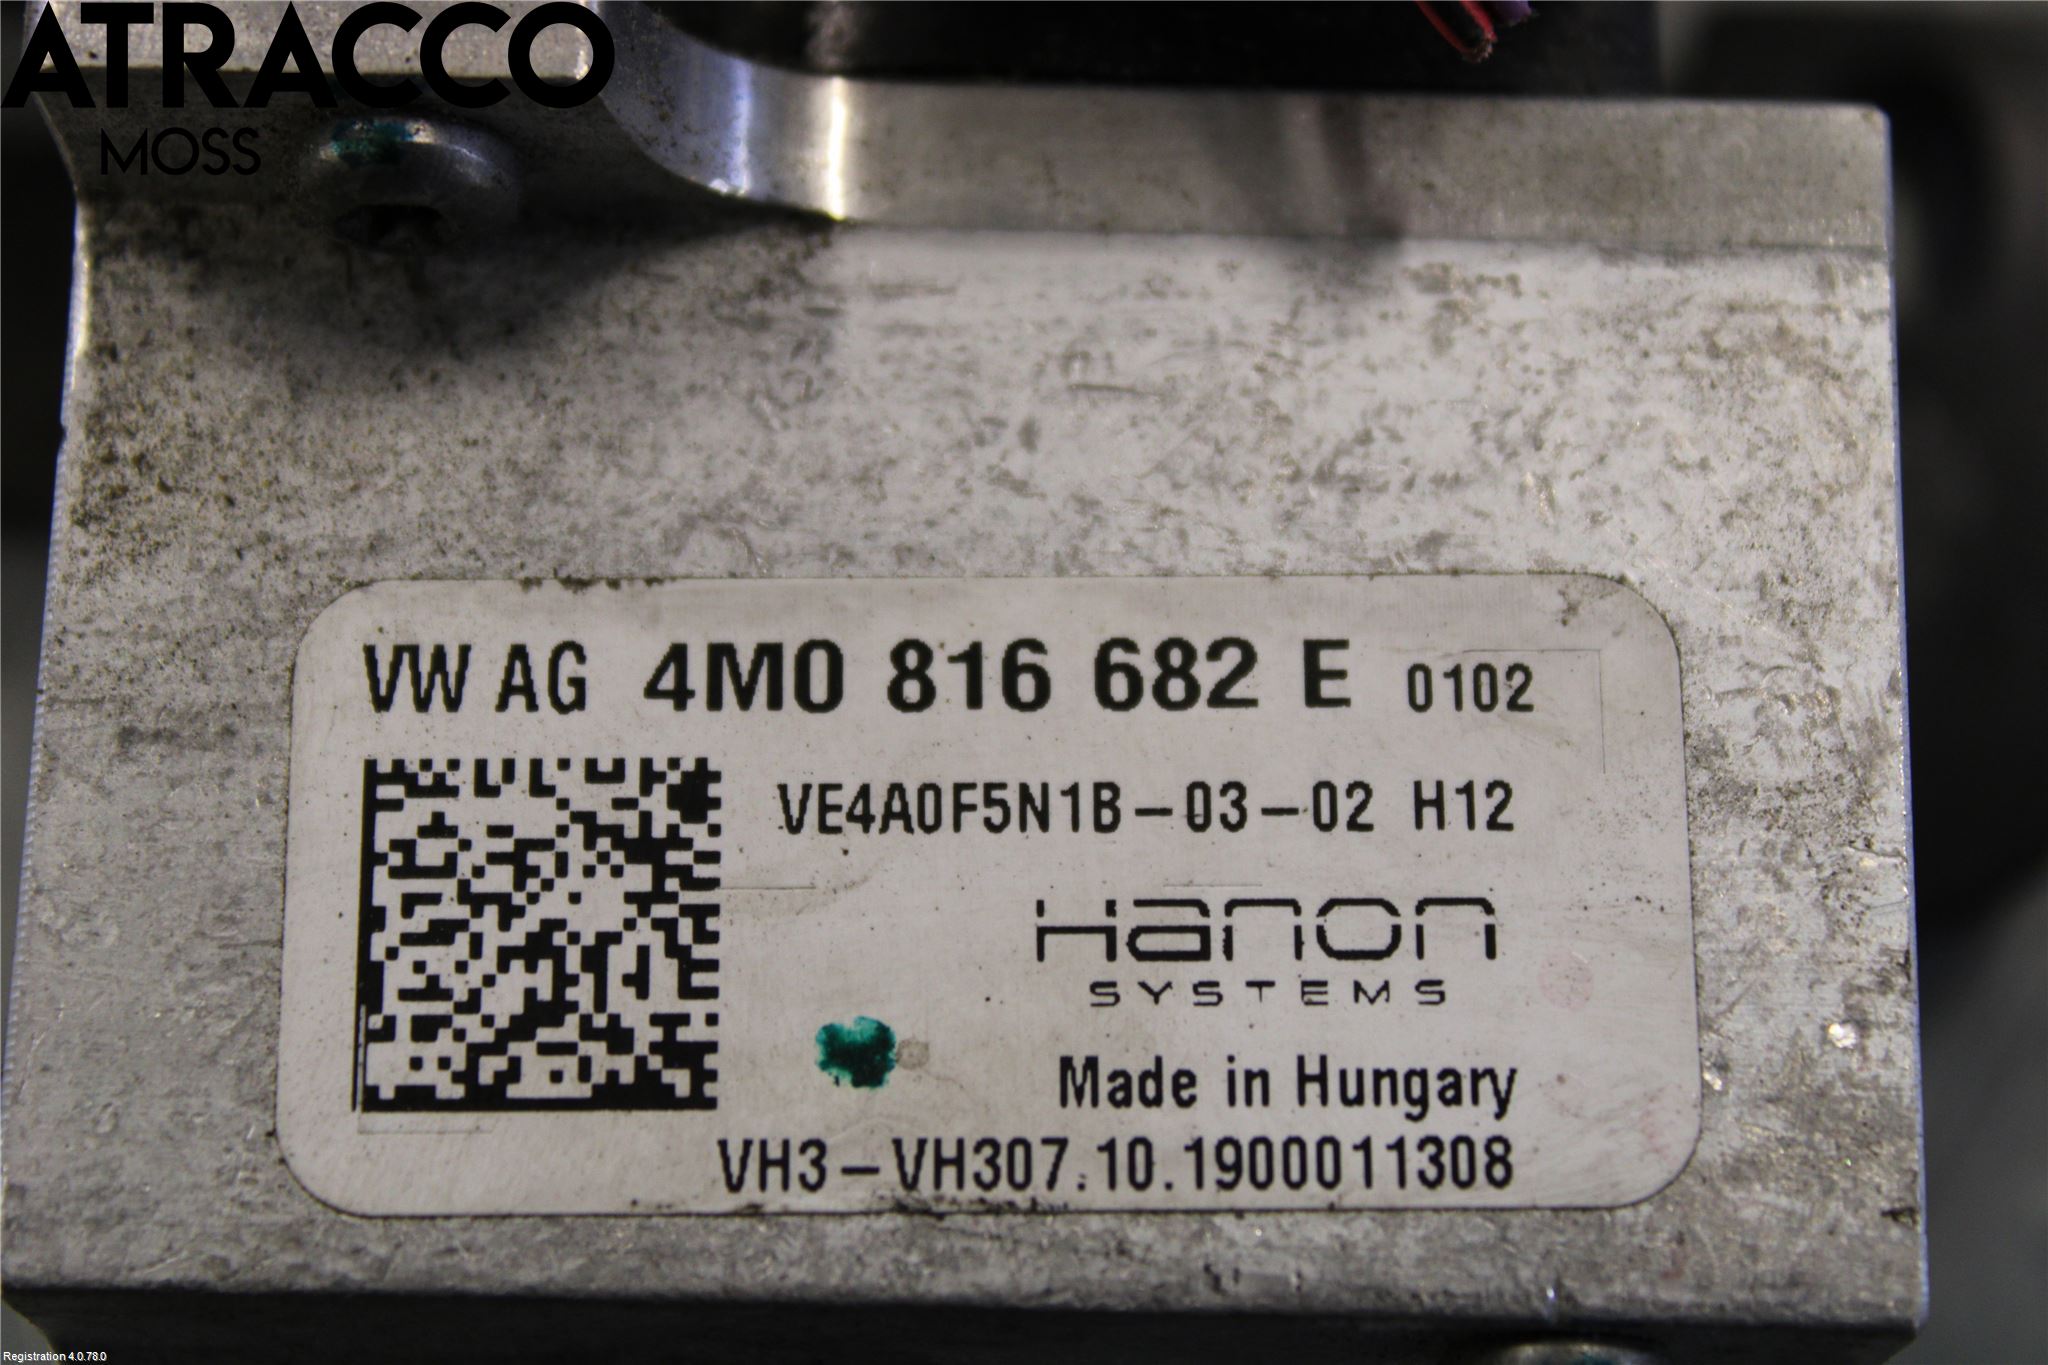 ATRACCO
MOSS
VW AG 4M0 816 682 E 0102
VE4A0F5N1B-03-02 H12
Hanon
SYSTEMS
Made in Hungary
VH3-VH307.10.1900011308
Registration 4.0.78.0